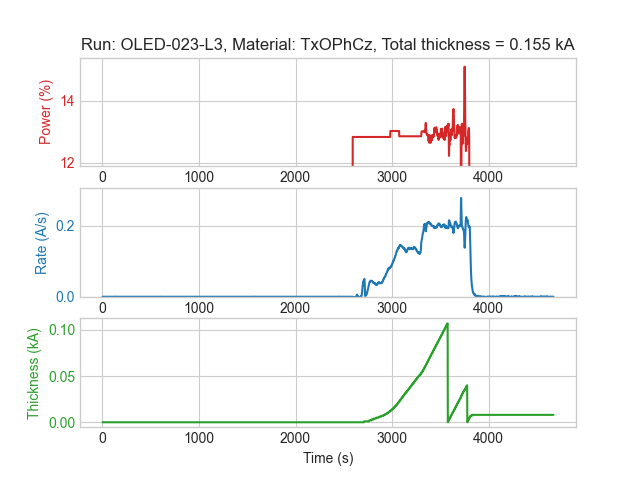 Run: OLED-023-L3, Material: TxOPhCz, Total thickness = 0.155 kA
Power (%)
14
12
0 1000 2000 3000 4000
Rate (A/s)
0.2
0.0
0 1000 2000 3000 4000
Thickness (kA)
0.10
0.05
0.00
0 1000 2000 3000 4000
Time (s)